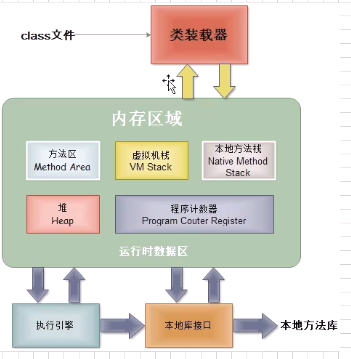 class文件
类装载器
内存区域
方法区
Method Area
虚拟机栈
VM Stack
本地方法栈
Native Method
Stack
堆
Heap
程序计数器
Program Couter Register
运行时数据区
执行引擎
本地库接口
本地方法库